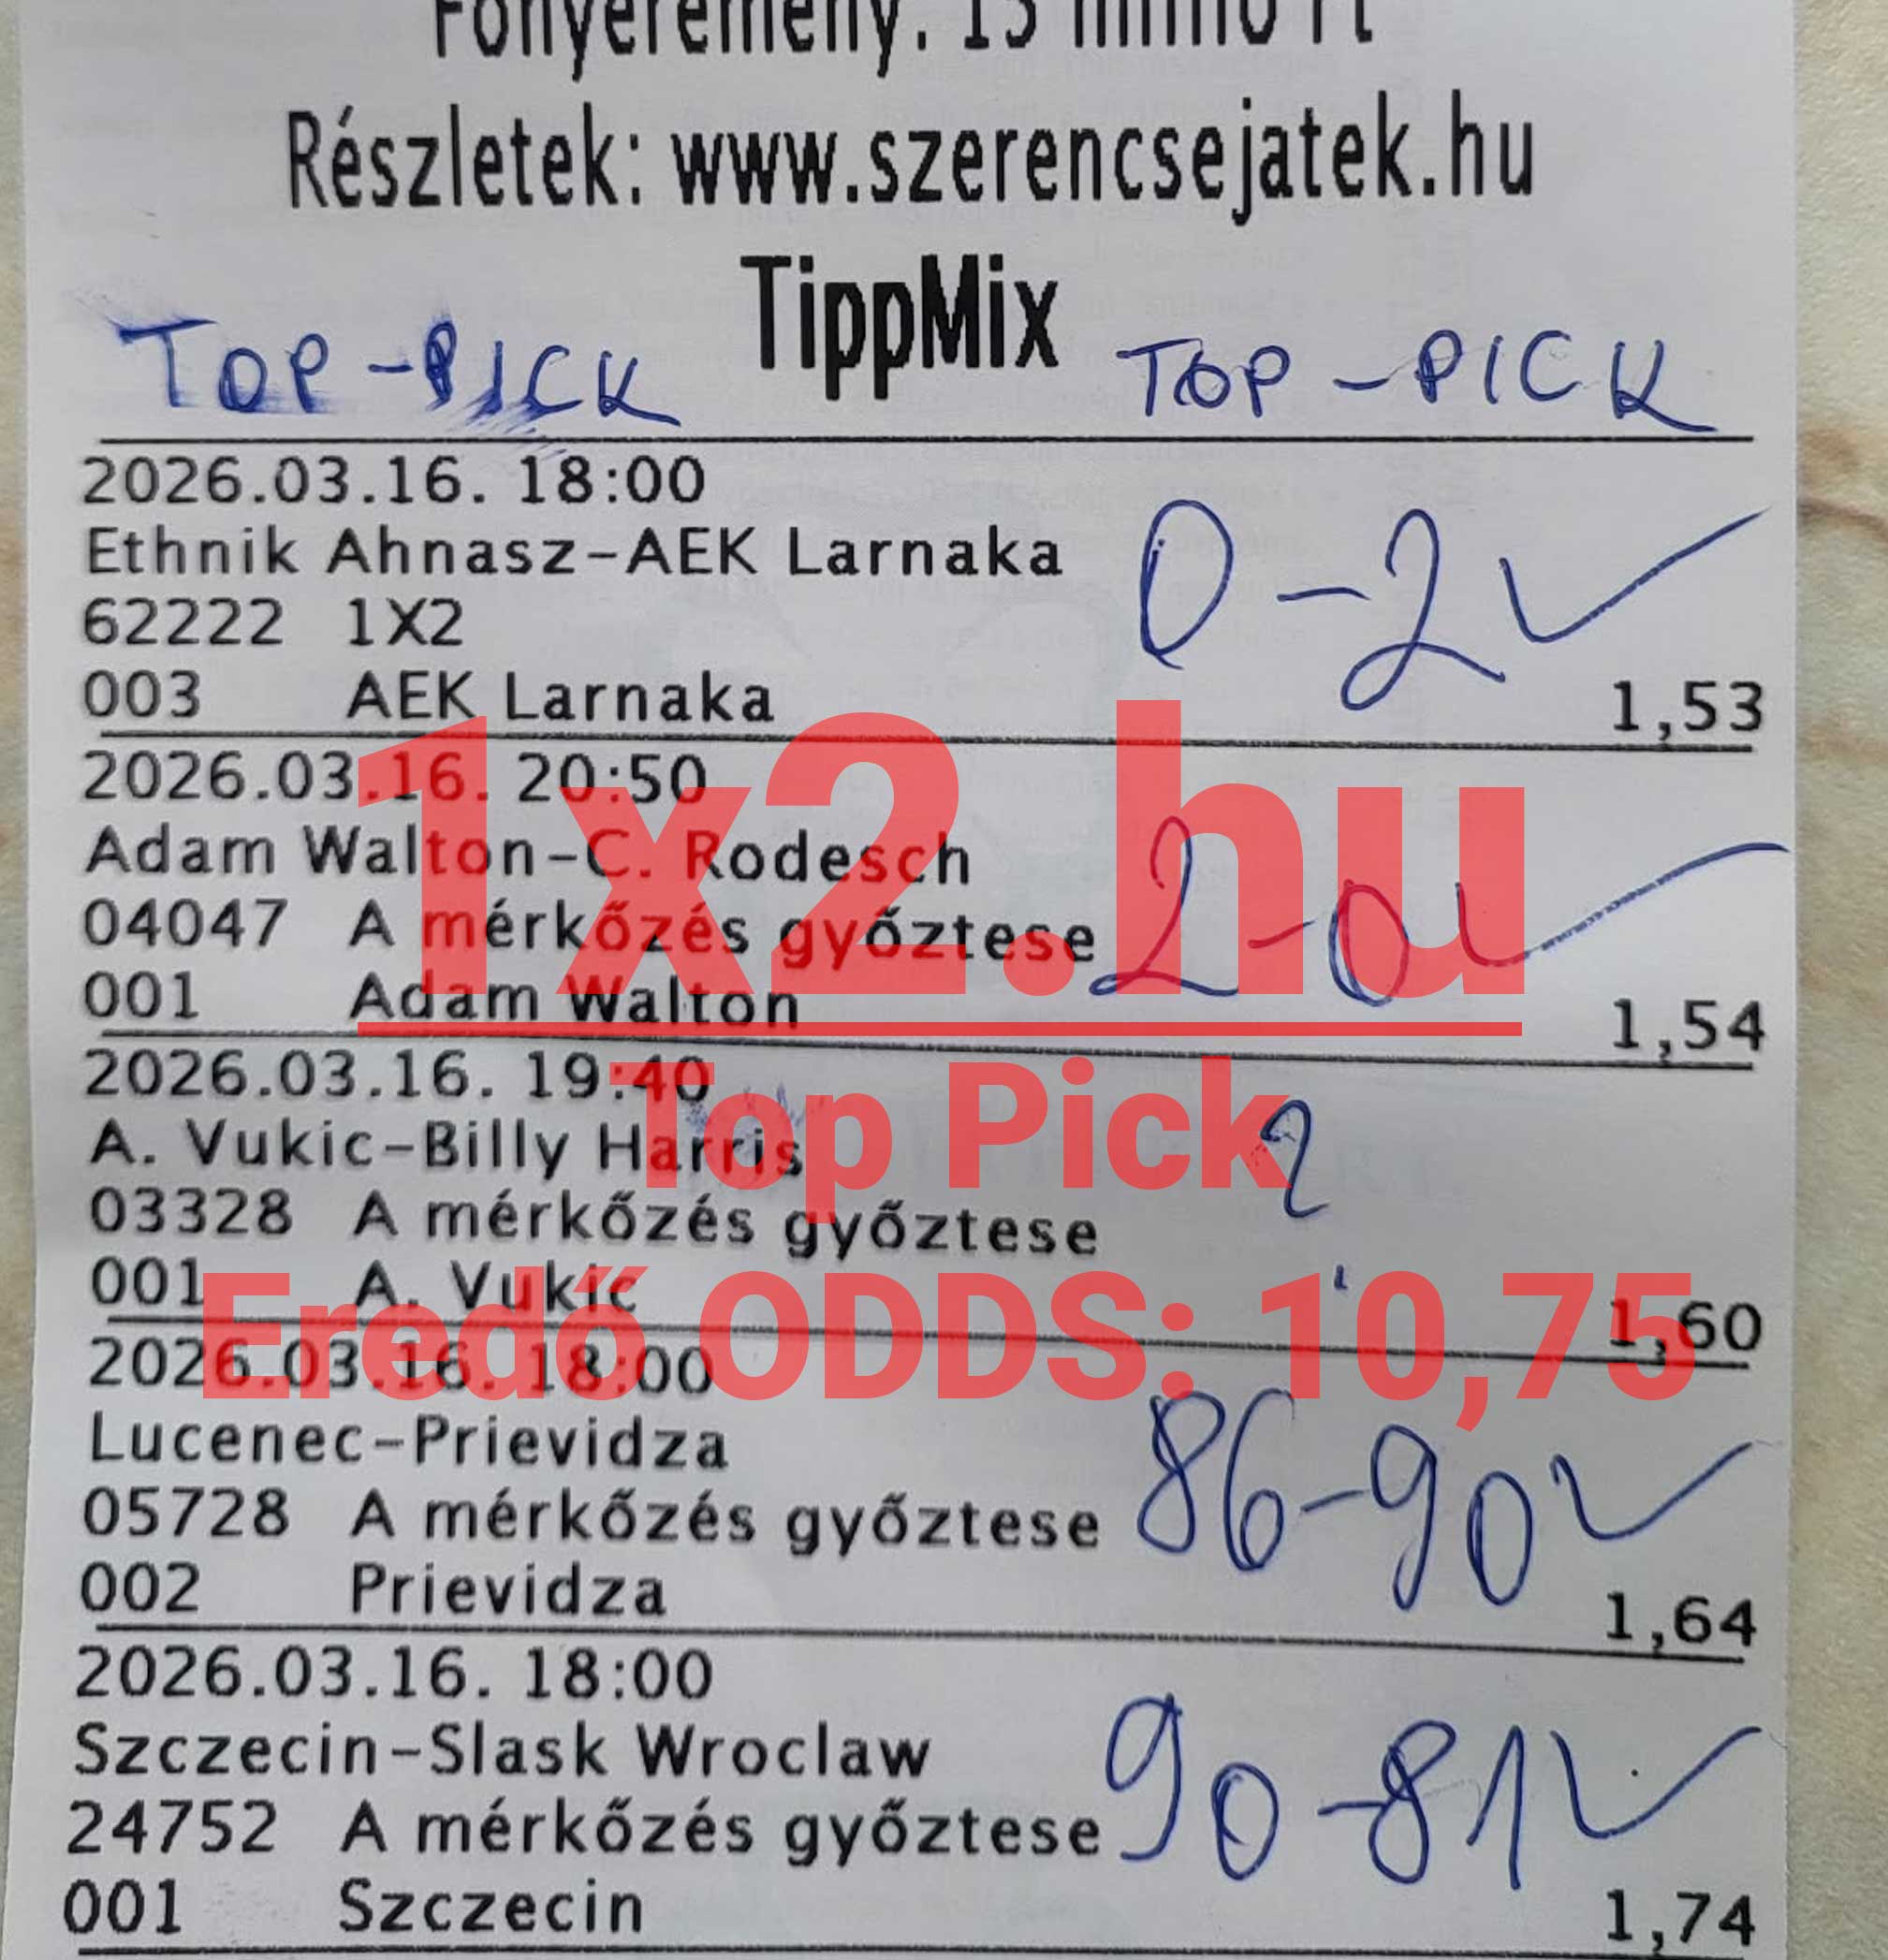 Főnyeremény: 15 millió Ft
Részletek: www.szerencsejatek.hu
TippMix
TOP-PICK TOP-PICK
2026.03.16. 18:00
Ethnik Ahnasz-AEK Larnaka 0-2
62222 1X2
003 AEK Larnaka 1,53
1x2.hu
2026.03.16. 20:50
Adam Walton-C. Rodesch
04047 A mérkőzés győztese 2-0
001 Adam Walton 1,54
Top Pick
2026.03.16. 19:40
A. Vukic-Billy Harris ?
03328 A mérkőzés győztese
001 A. Vukic 1,60
Eredő ODDS: 10,75
2026.03.16. 18:00
Lucenec-Prievidza
05728 A mérkőzés győztese 86-90
002 Prievidza 1,64
2026.03.16. 18:00
Szczecin-Slask Wroclaw
24752 A mérkőzés győztese 90-81
001 Szczecin 1,74